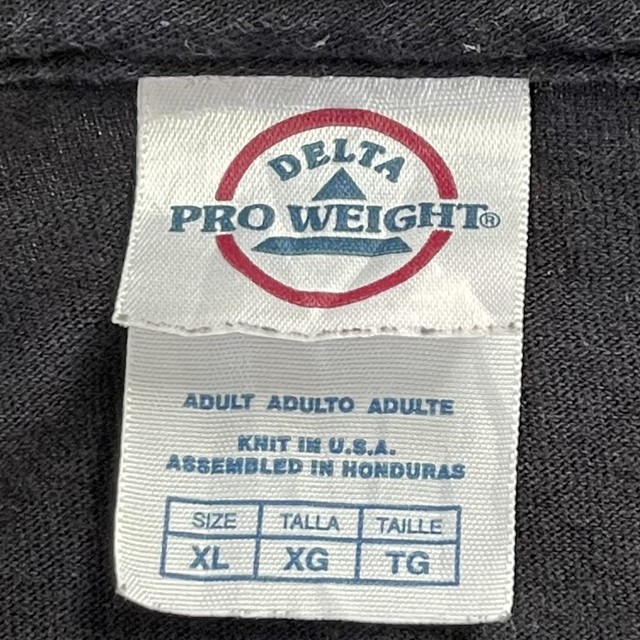 DELTA
PRO WEIGHT®
ADULT ADULTO ADULTE
KNIT IN U.S.A.
ASSEMBLED IN HONDURAS
SIZE TALLA TAILLE
XL XG TG